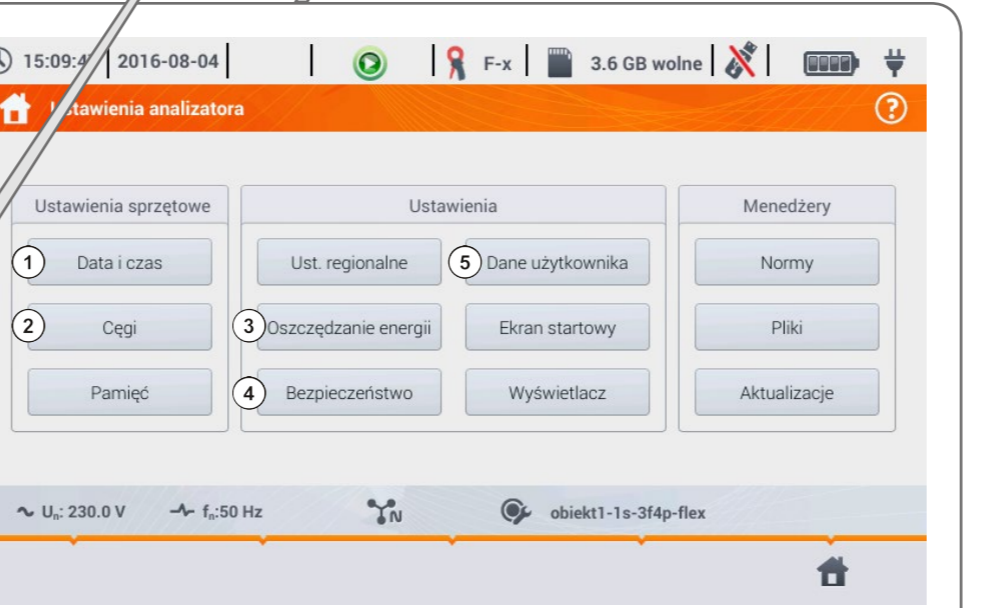 15:09:4 2016-08-04 F-x 3.6 GB wolne
Ustawienia analizatora ?
Ustawienia sprzętowe Ustawienia Menedżery
1 Data i czas Ust. regionalne 5 Dane użytkownika Normy
2 Cęgi 3 Oszczędzanie energii Ekran startowy Pliki
Pamięć 4 Bezpieczeństwo Wyświetlacz Aktualizacje
Un: 230.0 V fn:50 Hz N obiekt1-1s-3f4p-flex